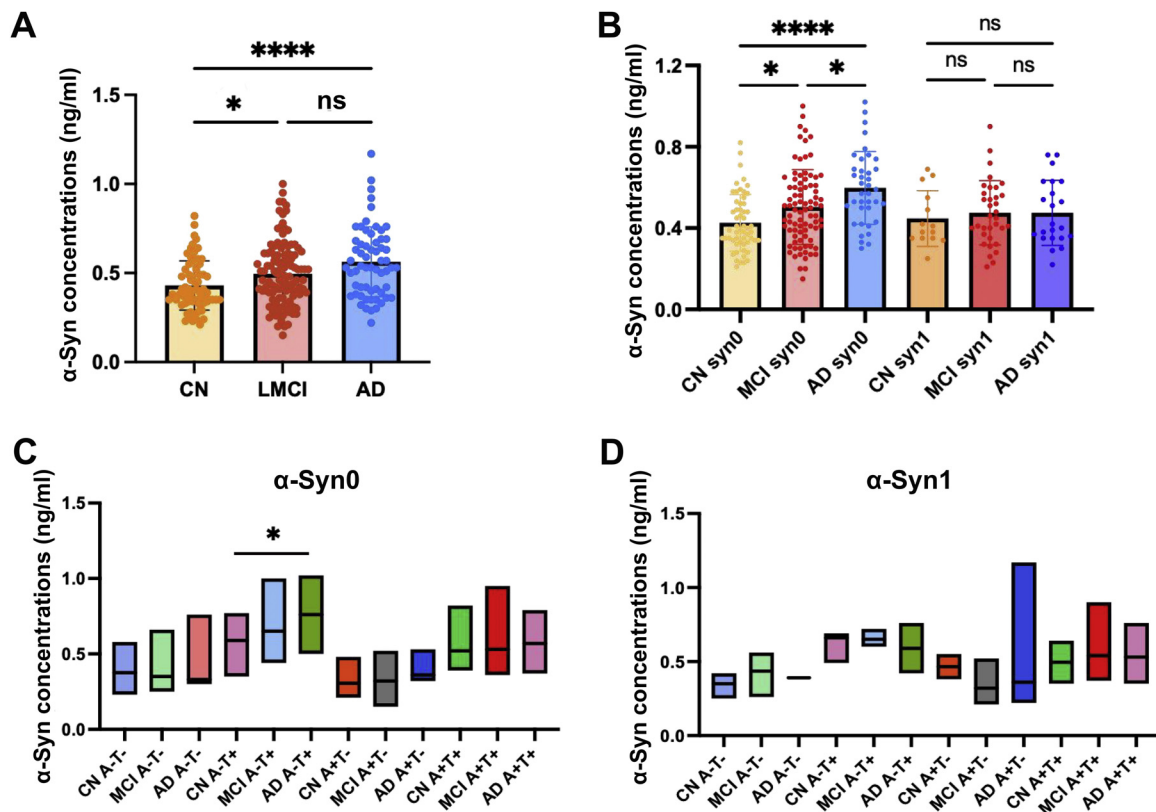 A
α-Syn concentrations (ng/ml)
1.5
1.0
0.5
0.0
****
*
ns
CN
LMCI
AD
B
α-Syn concentrations (ng/ml)
1.2
0.8
0.4
0.0
****
*
*
ns
ns
ns
CN syn0
MCI syn0
AD syn0
CN syn1
MCI syn1
AD syn1
C
α-Syn0
α-Syn concentrations (ng/ml)
1.5
1.0
0.5
0.0
*
CN A-T-
MCI A-T-
AD A-T-
CN A-T+
MCI A-T+
AD A-T+
CN A+T-
MCI A+T-
AD A+T-
CN A+T+
MCI A+T+
AD A+T+
D
α-Syn1
α-Syn concentrations (ng/ml)
1.5
1.0
0.5
0.0
CN A-T-
MCI A-T-
AD A-T-
CN A-T+
MCI A-T+
AD A-T+
CN A+T-
MCI A+T-
AD A+T-
CN A+T+
MCI A+T+
AD A+T+